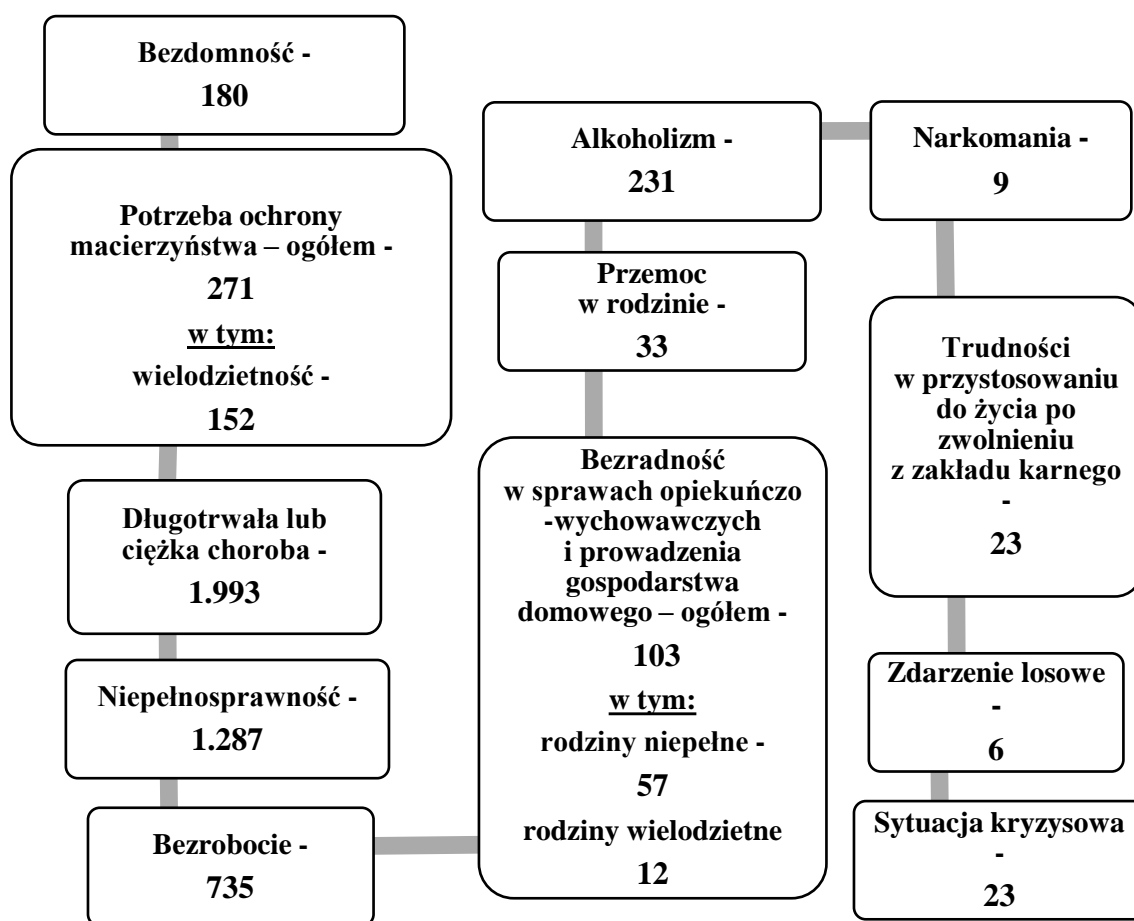 Bezdomność -
180
Potrzeba ochrony
macierzyństwa – ogółem -
271
w tym:
wielodzietność -
152
Długotrwała lub
ciężka choroba -
1.993
Niepełnosprawność -
1.287
Bezrobocie -
735
Bezradność
w sprawach opiekuńczo
-wychowawczych
i prowadzenia
gospodarstwa
domowego – ogółem -
103
w tym:
rodziny niepełne -
57
rodziny wielodzietne
12
Przemoc
w rodzinie -
33
Alkoholizm -
231
Narkomania -
9
Trudności
w przystosowaniu
do życia po
zwolnieniu
z zakładu karnego
-
23
Zdarzenie losowe
-
6
Sytuacja kryzysowa
-
23